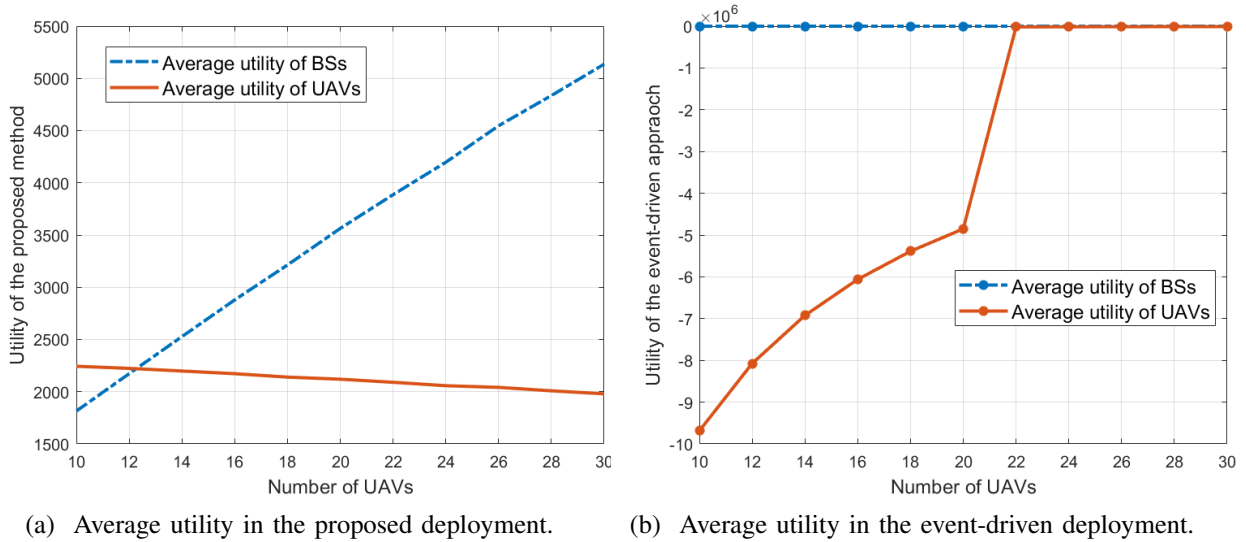 5500
5000
4500
4000
3500
3000
2500
2000
1500
Utility of the proposed method
Average utility of BSs
Average utility of UAVs
10 12 14 16 18 20 22 24 26 28 30
Number of UAVs
(a) Average utility in the proposed deployment.
×10^6
0
-1
-2
-3
-4
-5
-6
-7
-8
-9
-10
Utility of the event-driven appraoch
Average utility of BSs
Average utility of UAVs
10 12 14 16 18 20 22 24 26 28 30
Number of UAVs
(b) Average utility in the event-driven deployment.